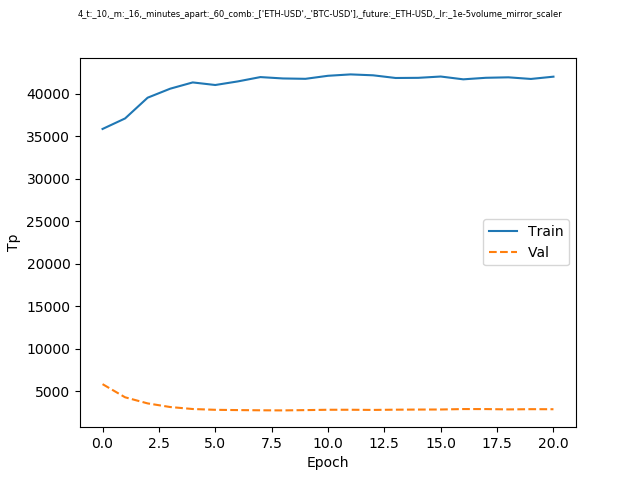 4_t:_10,_m:_16,_minutes_apart:_60_comb:_['ETH-USD',_'BTC-USD'],_future:_ETH-USD,_lr:_1e-5volume_mirror_scaler
40000
35000
30000
25000
20000
15000
10000
5000
Tp
Train
Val
0.0 2.5 5.0 7.5 10.0 12.5 15.0 17.5 20.0
Epoch